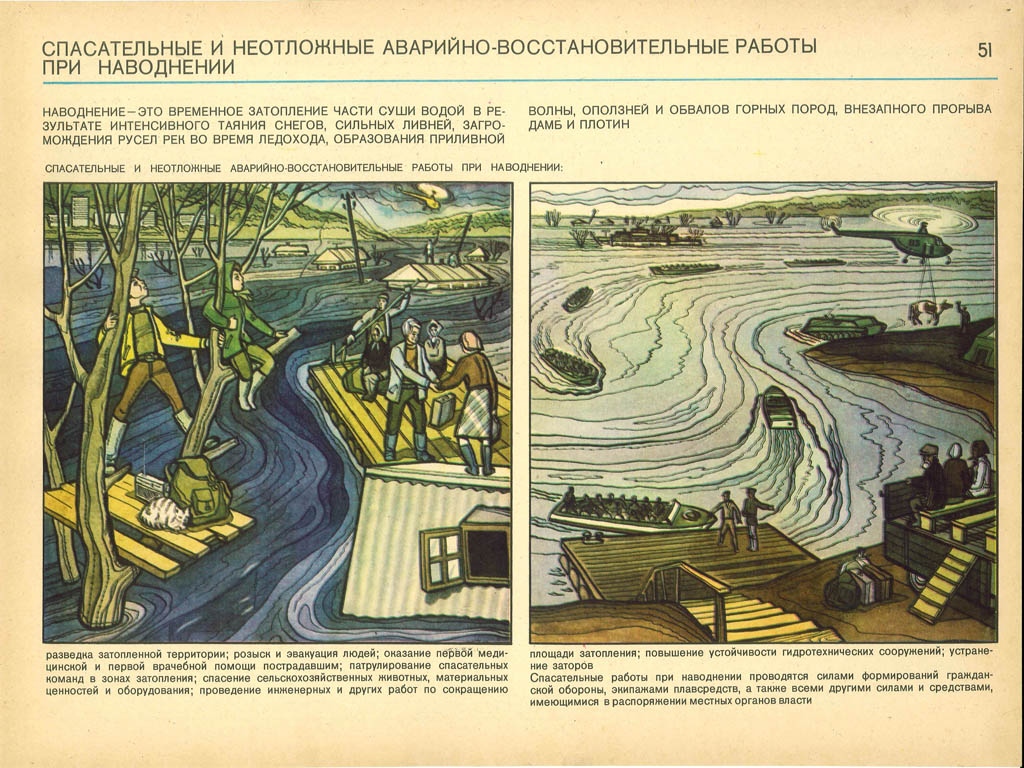 СПАСАТЕЛЬНЫЕ И НЕОТЛОЖНЫЕ АВАРИЙНО-ВОССТАНОВИТЕЛЬНЫЕ РАБОТЫ
ПРИ НАВОДНЕНИИ
51
НАВОДНЕНИЕ—ЭТО ВРЕМЕННОЕ ЗАТОПЛЕНИЕ ЧАСТИ СУШИ ВОДОЙ В РЕ-
ЗУЛЬТАТЕ ИНТЕНСИВНОГО ТАЯНИЯ СНЕГОВ, СИЛЬНЫХ ЛИВНЕЙ, ЗАГРО-
МОЖДЕНИЯ РУСЕЛ РЕК ВО ВРЕМЯ ЛЕДОХОДА, ОБРАЗОВАНИЯ ПРИЛИВНОЙ
ВОЛНЫ, ОПОЛЗНЕЙ И ОБВАЛОВ ГОРНЫХ ПОРОД, ВНЕЗАПНОГО ПРОРЫВА
ДАМБ И ПЛОТИН
СПАСАТЕЛЬНЫЕ И НЕОТЛОЖНЫЕ АВАРИЙНО-ВОССТАНОВИТЕЛЬНЫЕ РАБОТЫ ПРИ НАВОДНЕНИИ:
разведка затопленной территории; розыск и эвакуация людей; оказание первой меди-
цинской и первой врачебной помощи пострадавшим; патрулирование спасательных
команд в зонах затопления; спасение сельскохозяйственных животных, материальных
ценностей и оборудования; проведение инженерных и других работ по сокращению
площади затопления; повышение устойчивости гидротехнических сооружений; устране-
ние заторов
Спасательные работы при наводнении проводятся силами формирований граждан-
ской обороны, экипажами плавсредств, а также всеми другими силами и средствами,
имеющимися в распоряжении местных органов власти